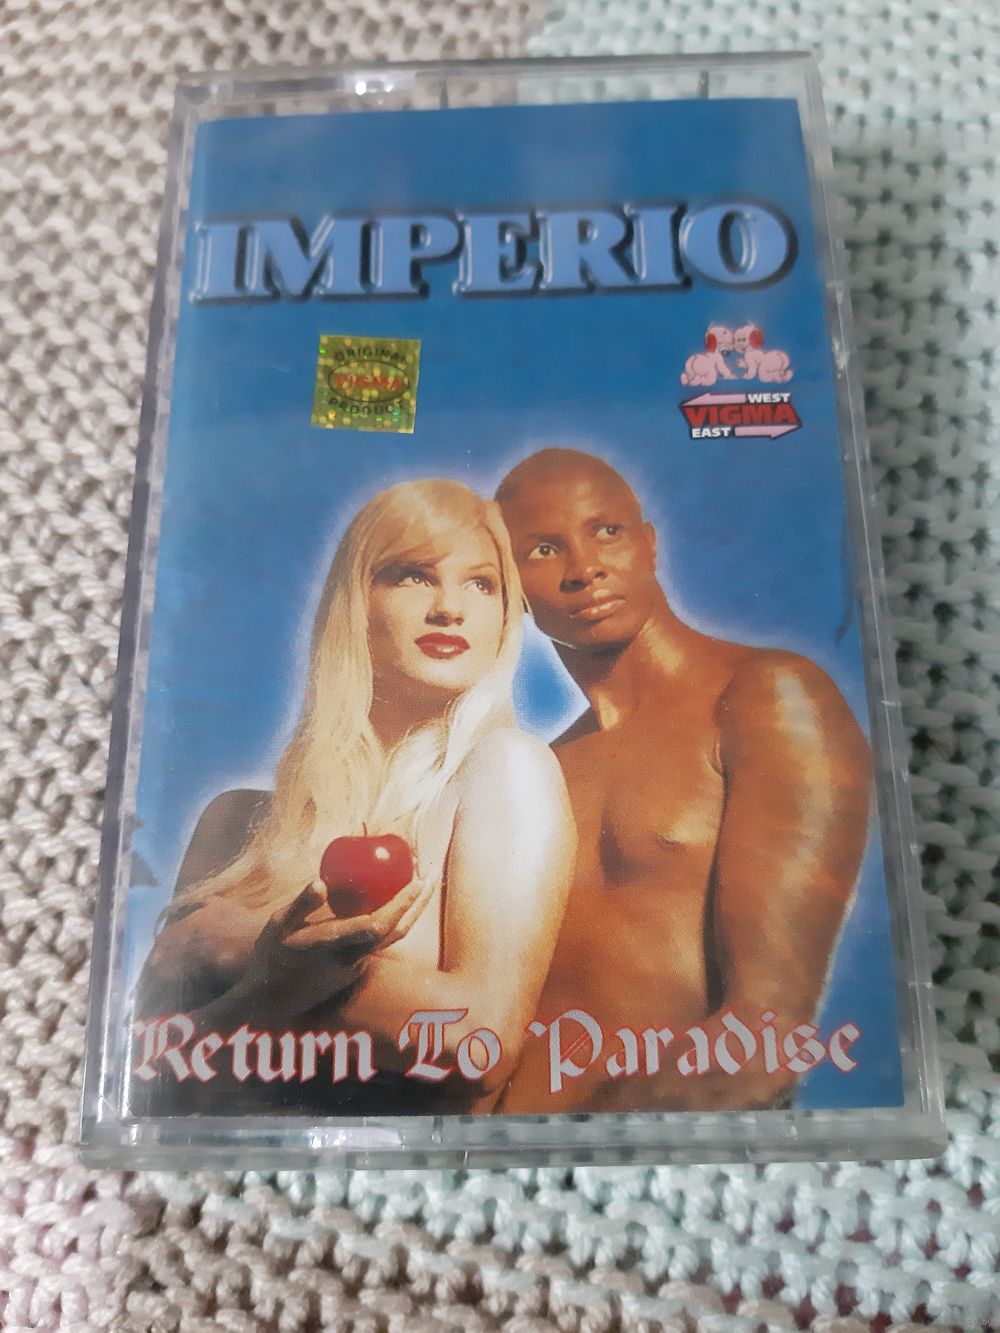 IMPERIO
ORIGINAL
VIGMA
PRODUCT
WEST
VIGMA
EAST
Return To Paradise